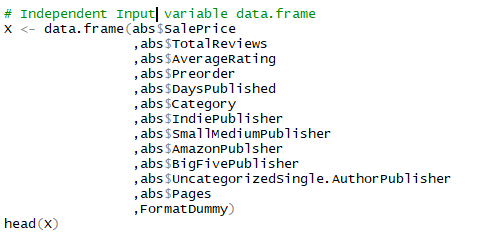 # Independent Input variable data.frame
X <- data.frame(abs$SalePrice
,abs$TotalReviews
,abs$AverageRating
,abs$Preorder
,abs$DaysPublished
,abs$Category
,abs$IndiePublisher
,abs$SmallMediumPublisher
,abs$AmazonPublsher
,abs$BigFivePublisher
,abs$UncategorizedSingle.AuthorPublisher
,abs$Pages
,FormatDummy)
head(X)